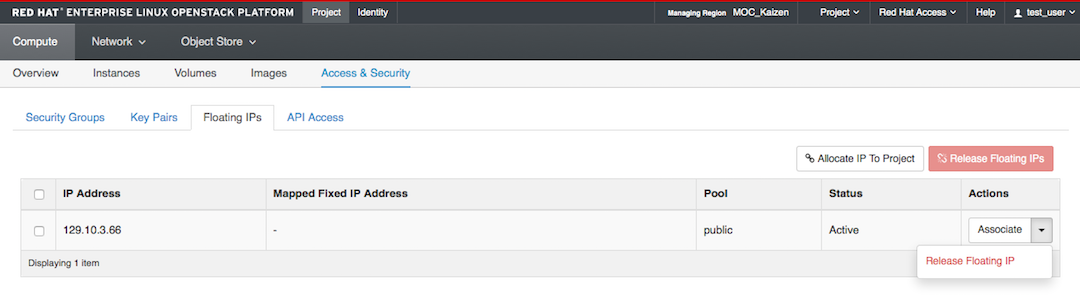 RED HAT® ENTERPRISE LINUX OPENSTACK PLATFORM Project Identity Managing Region MOC_Kaizen Project Red Hat Access Help test_user
Compute Network Object Store
Overview Instances Volumes Images Access & Security
Security Groups Key Pairs Floating IPs API Access
Allocate IP To Project Release Floating IPs
IP Address Mapped Fixed IP Address Pool Status Actions
129.10.3.66 - public Active Associate
Displaying 1 item
Release Floating IP